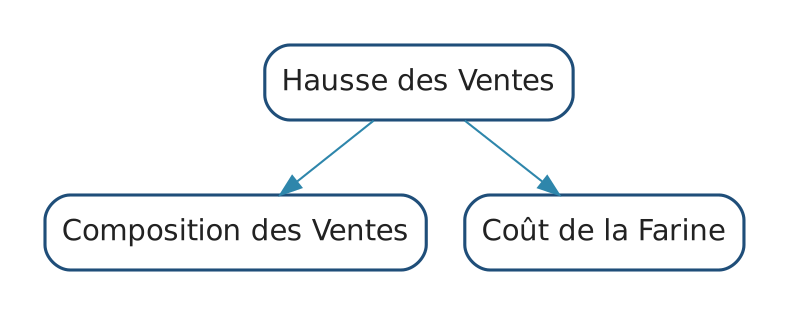 Hausse des Ventes
Composition des Ventes
Coût de la Farine